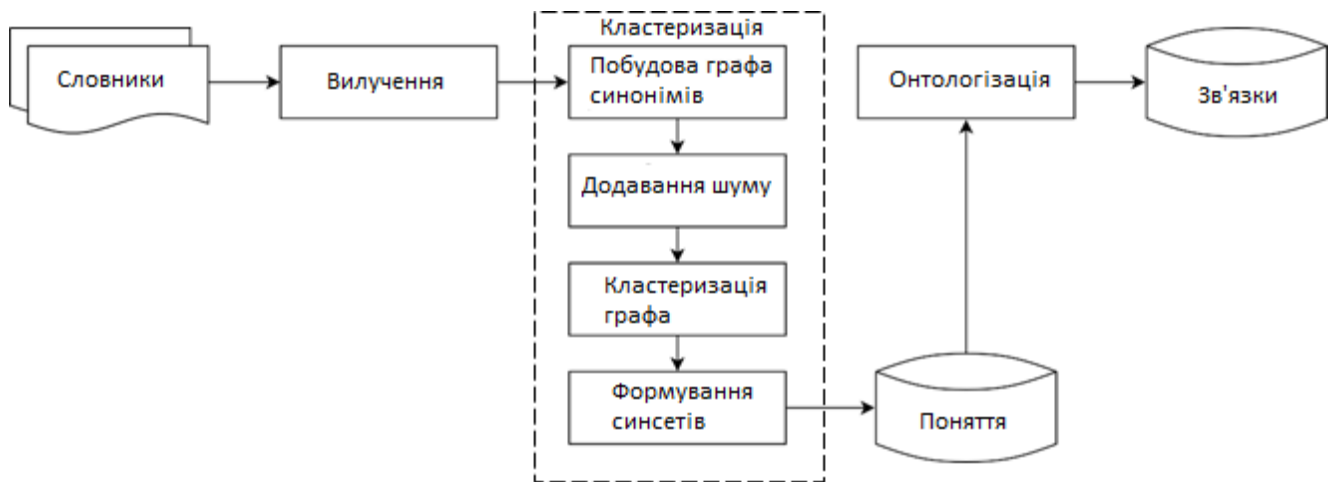 Кластеризація
Словники
Вилучення
Побудова графа
синонімів
Додавання шуму
Кластеризація
графа
Формування
синсетів
Поняття
Онтологізація
Зв'язки